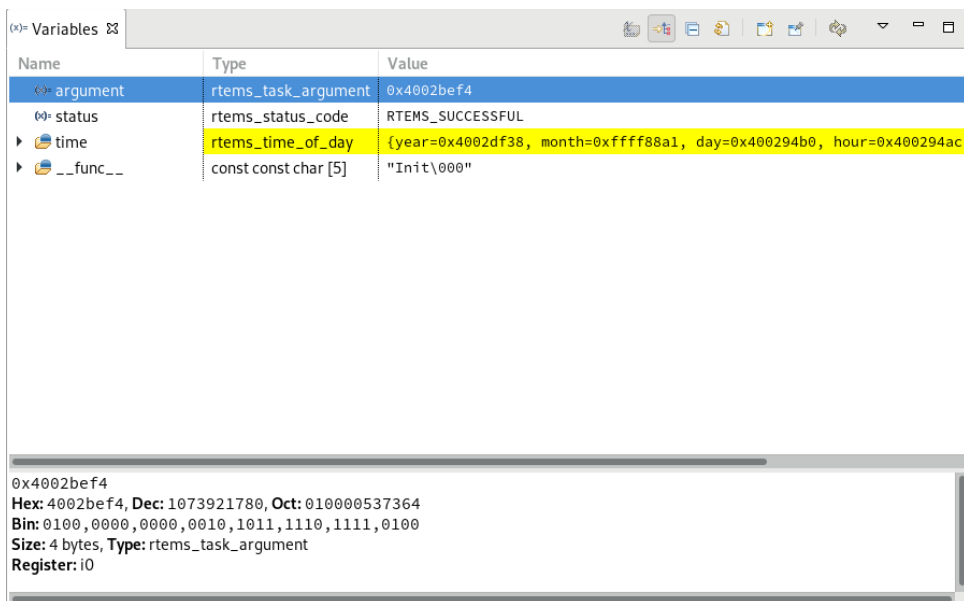 (x)= Variables
Name Type Value
(x)= argument rtems_task_argument 0x4002bef4
(x)= status rtems_status_code RTEMS_SUCCESSFUL
time rtems_time_of_day {year=0x4002df38, month=0xffff88a1, day=0x400294b0, hour=0x400294ac
__func__ const const char [5] "Init\000"
0x4002bef4
Hex: 4002bef4, Dec: 1073921780, Oct: 010000537364
Bin: 0100,0000,0000,0010,1011,1110,1111,0100
Size: 4 bytes, Type: rtems_task_argument
Register: i0